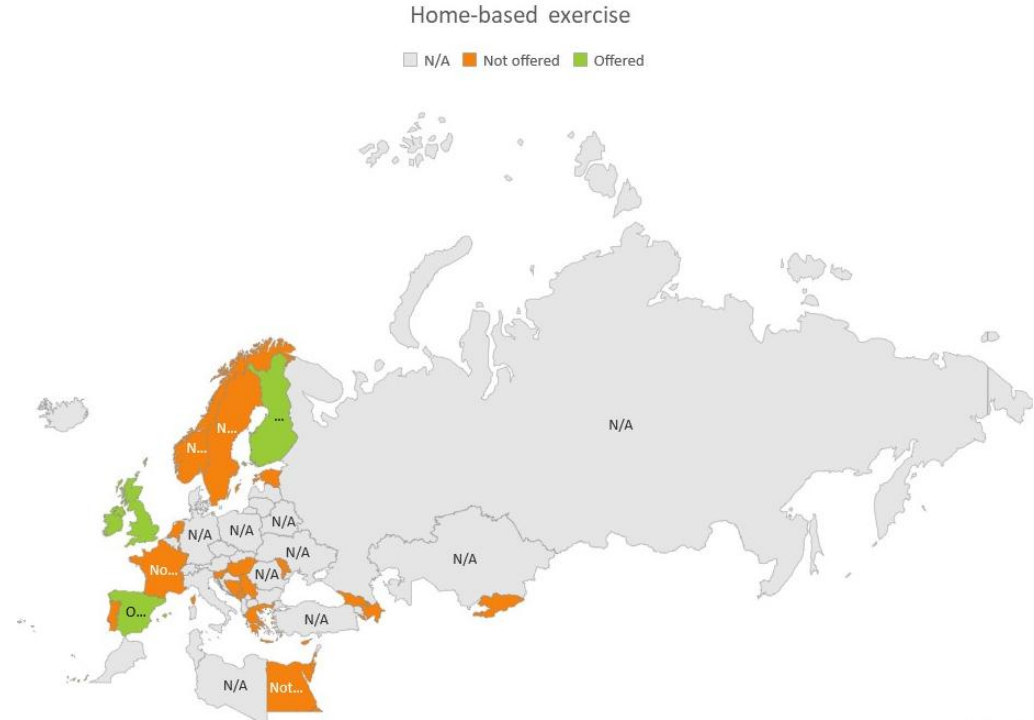 Home-based exercise
N/A Not offered Offered
N/A
...
N...
N...
N/A
N/A
N/A
N/A
N/A
No...
N/A
O...
N/A
N/A
Not...